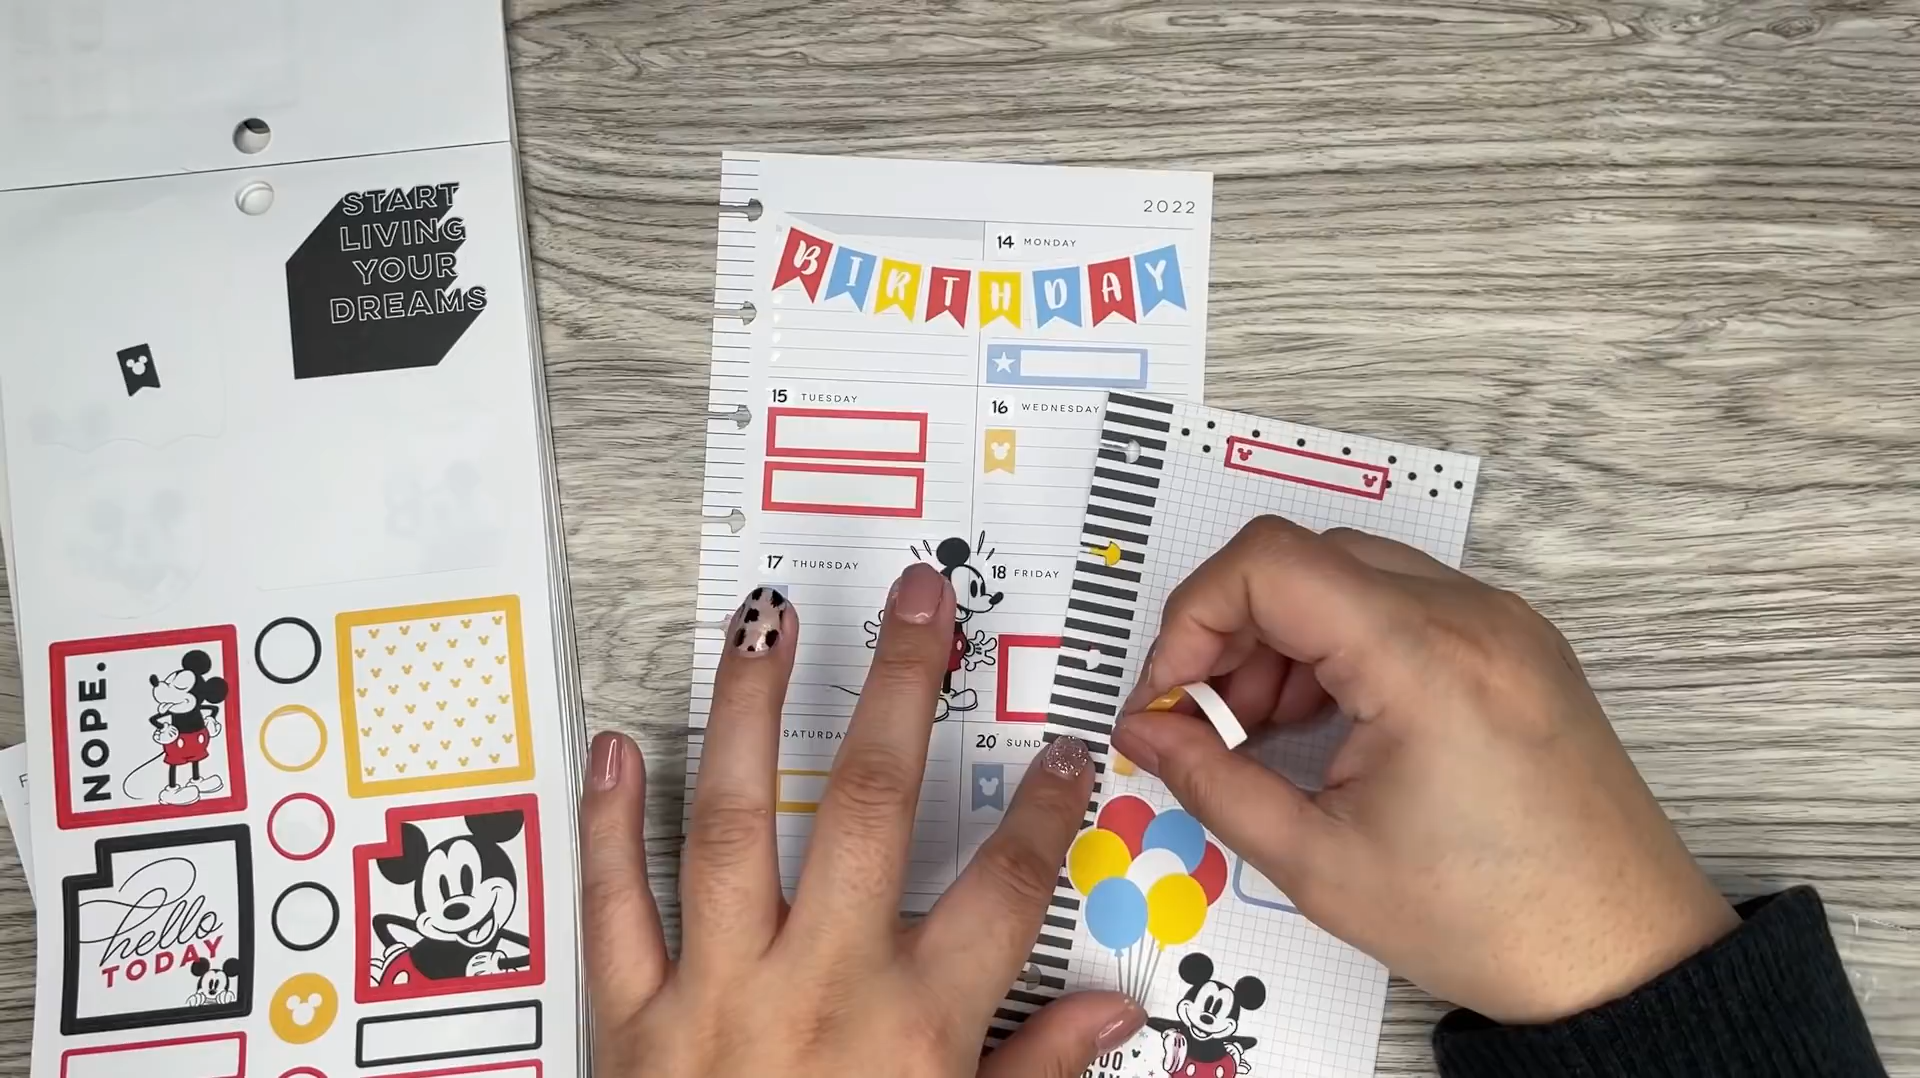 START
LIVING
YOUR
DREAMS
NOPE.
hello
TODAY
2022
14 MONDAY
BIRTHDAY
15 TUESDAY
16 WEDNESDAY
17 THURSDAY
18 FRIDAY
SATURDAY
20 SUND